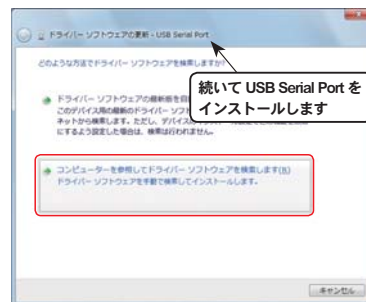 ドライバー ソフトウェアの更新 - USB Serial Port
どのような方法でドライバー ソフトウェアを検索しますか?
続いて USB Serial Port を
インストールします
ドライバー ソフトウェアの最新版を自
このデバイス用の最新のドライバー ソフト
ネットから検索します。ただし、デバイスの
にするよう設定した場合は、検索は行われません。
コンピューターを参照してドライバー ソフトウェアを検索します(R)
ドライバー ソフトウェアを手動で検索してインストールします。
キャンセル